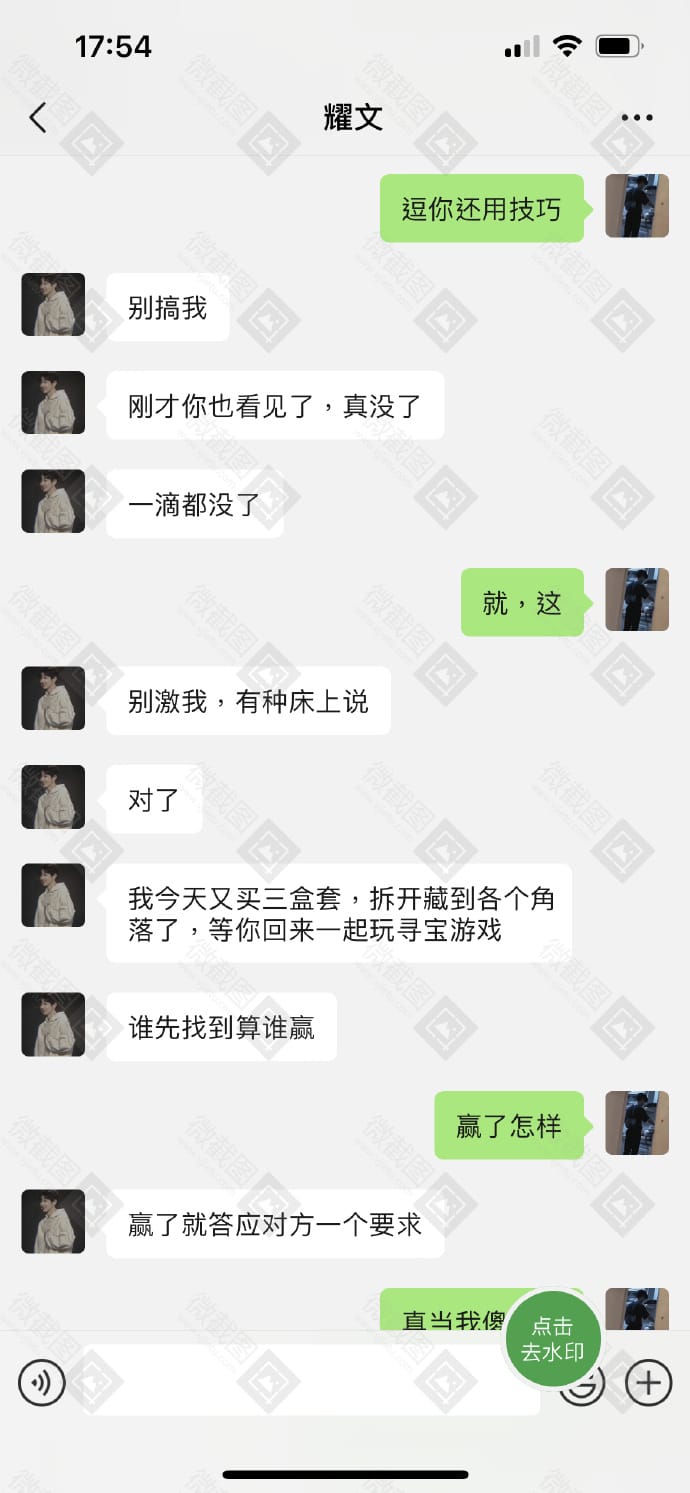 17:54
耀文
逗你还用技巧
别搞我
刚才你也看见了，真没了
一滴都没了
就，这
别激我，有种床上说
对了
我今天又买三盒套，拆开藏到各个角
落了，等你回来一起玩寻宝游戏
谁先找到算谁赢
赢了怎样
赢了就答应对方一个要求
真当我傻
点击
去水印
微截图